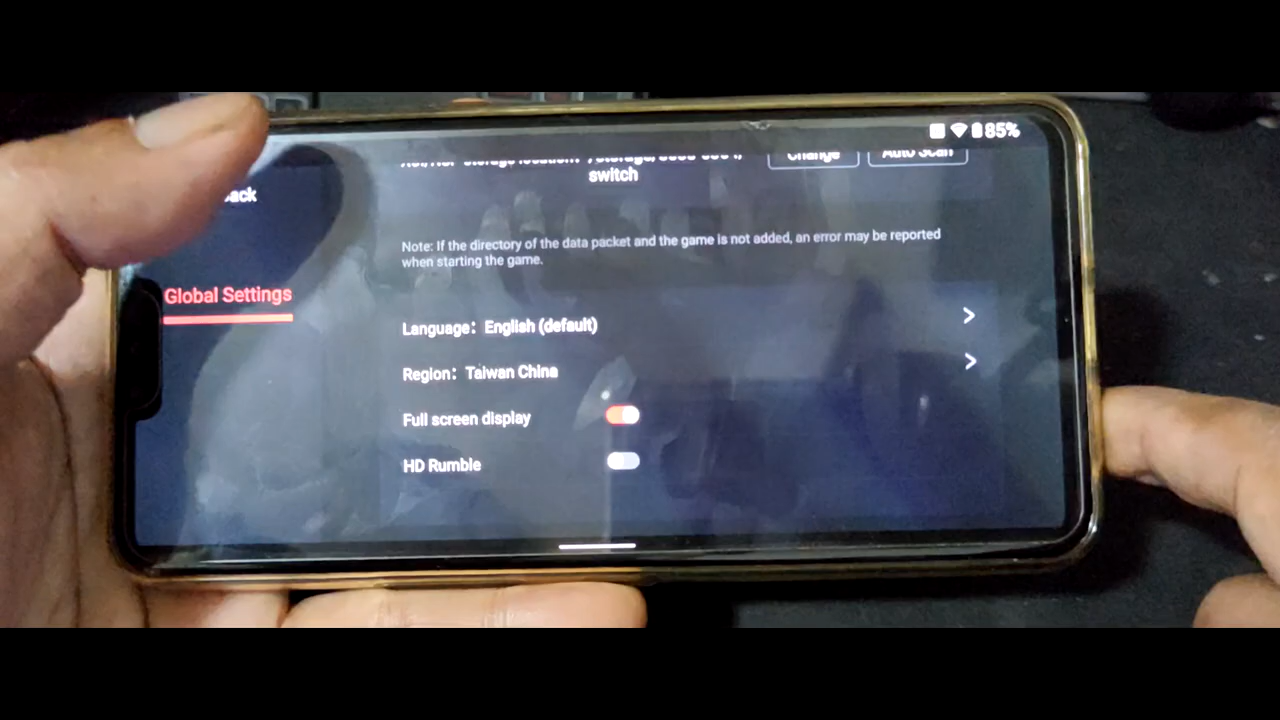 85%
Change
Auto Scan
switch
Note: If the directory of the data packet and the game is not added, an error may be reported
when starting the game.
Global Settings
Language: English (default)
Region: Taiwan China
Full screen display
HD Rumble